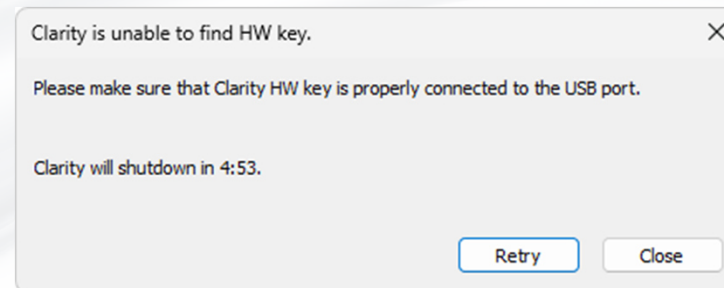 Clarity is unable to find HW key.
Please make sure that Clarity HW key is properly connected to the USB port.
Clarity will shutdown in 4:53.
Retry
Close